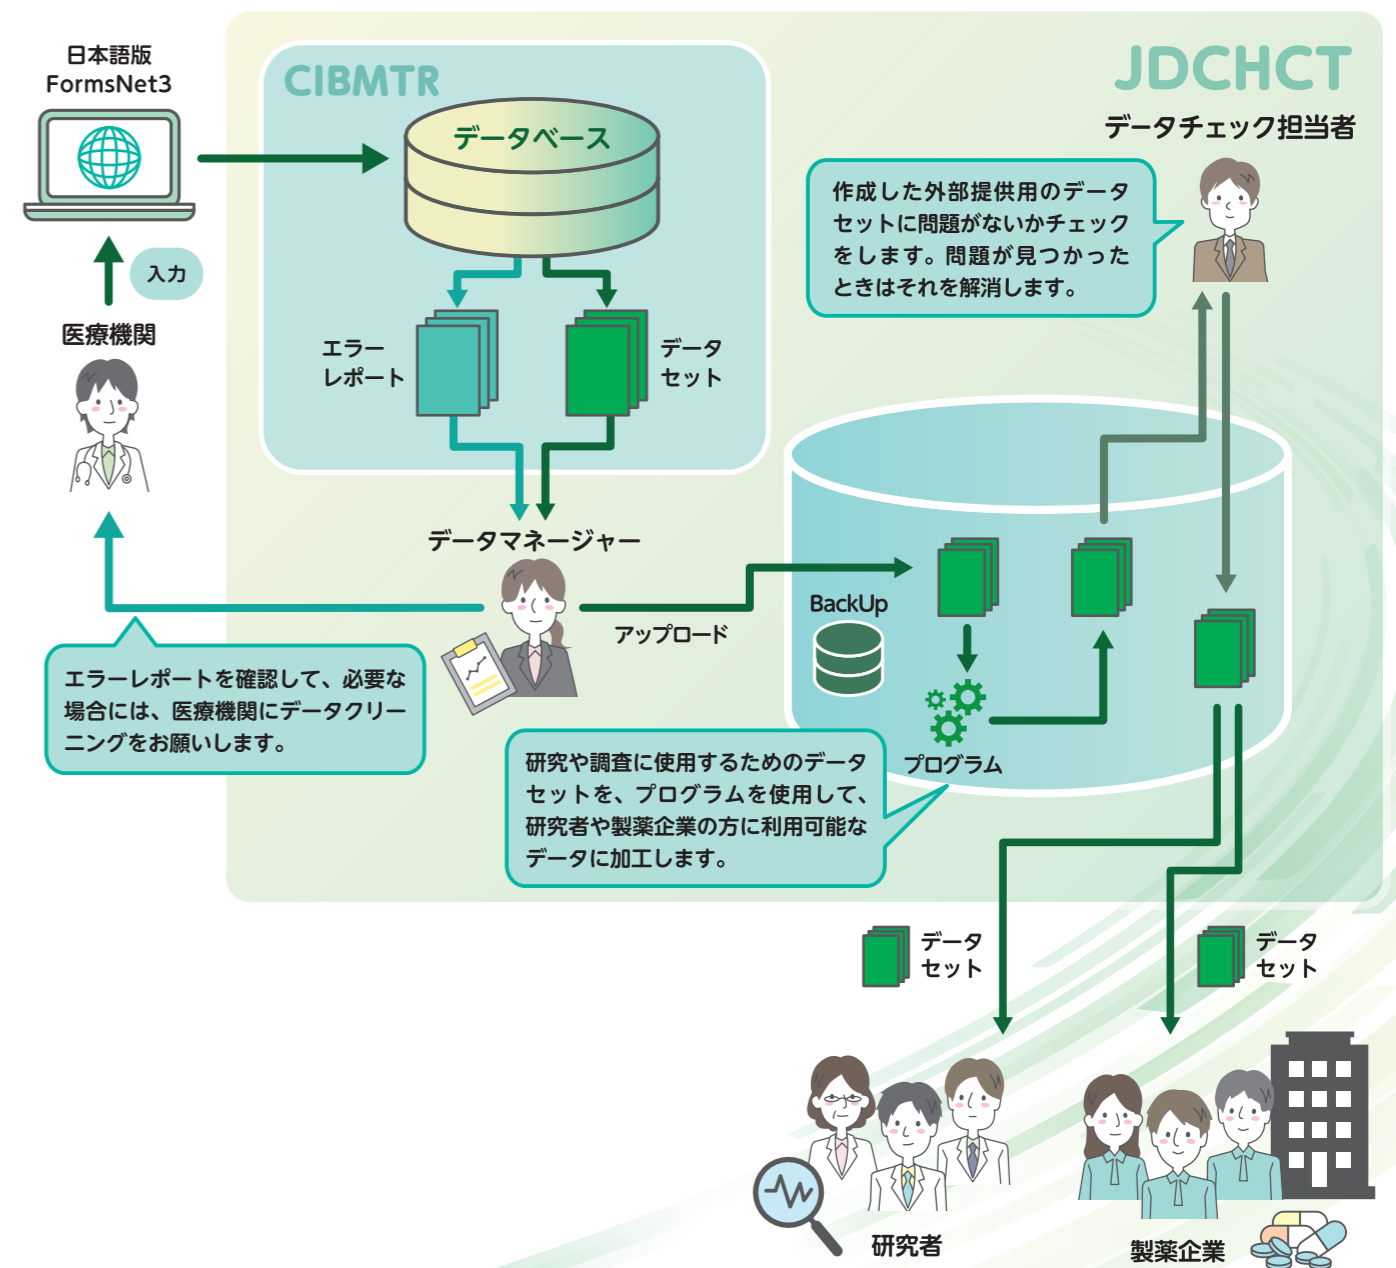 日本語版
FormsNet3
入力
医療機関
CIBMTR
データベース
エラー
レポート
データ
セット
データマネージャー
アップロード
エラーレポートを確認して、必要な
場合には、医療機関にデータクリー
ニングをお願いします。
JDCHCT
データチェック担当者
作成した外部提供用のデータ
セットに問題がないかチェック
をします。問題が見つかった
ときはそれを解消します。
BackUp
プログラム
研究や調査に使用するためのデータ
セットを、プログラムを使用して、
研究者や製薬企業の方に利用可能な
データに加工します。
データ
セット
データ
セット
研究者
製薬企業